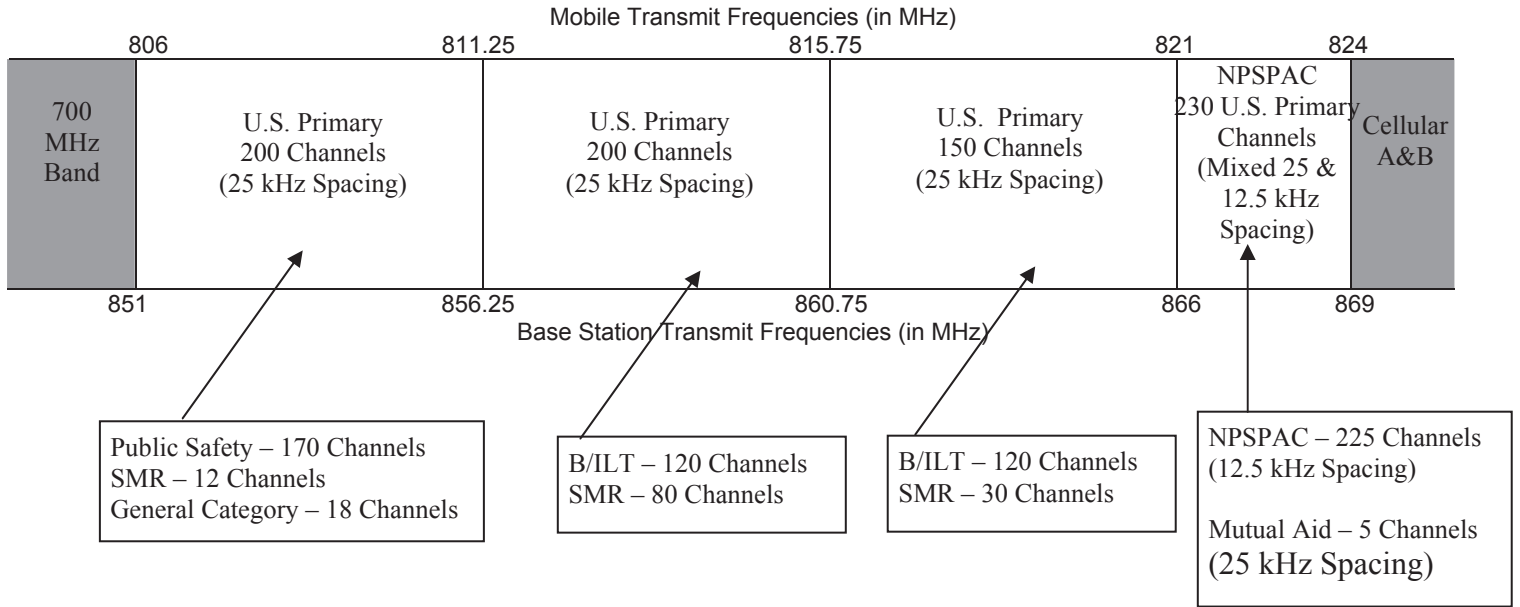 Mobile Transmit Frequencies (in MHz)
806 811.25 815.75 821 824
700
MHz
Band
U.S. Primary
200 Channels
(25 kHz Spacing)
U.S. Primary
200 Channels
(25 kHz Spacing)
U.S. Primary
150 Channels
(25 kHz Spacing)
NPSPAC
230 U.S. Primary
Channels
(Mixed 25 &
12.5 kHz
Spacing)
Cellular
A&B
851 856.25 860.75 866 869
Base Station Transmit Frequencies (in MHz)
Public Safety – 170 Channels
SMR – 12 Channels
General Category – 18 Channels
B/ILT – 120 Channels
SMR – 80 Channels
B/ILT – 120 Channels
SMR – 30 Channels
NPSPAC – 225 Channels
(12.5 kHz Spacing)
Mutual Aid – 5 Channels
(25 kHz Spacing)